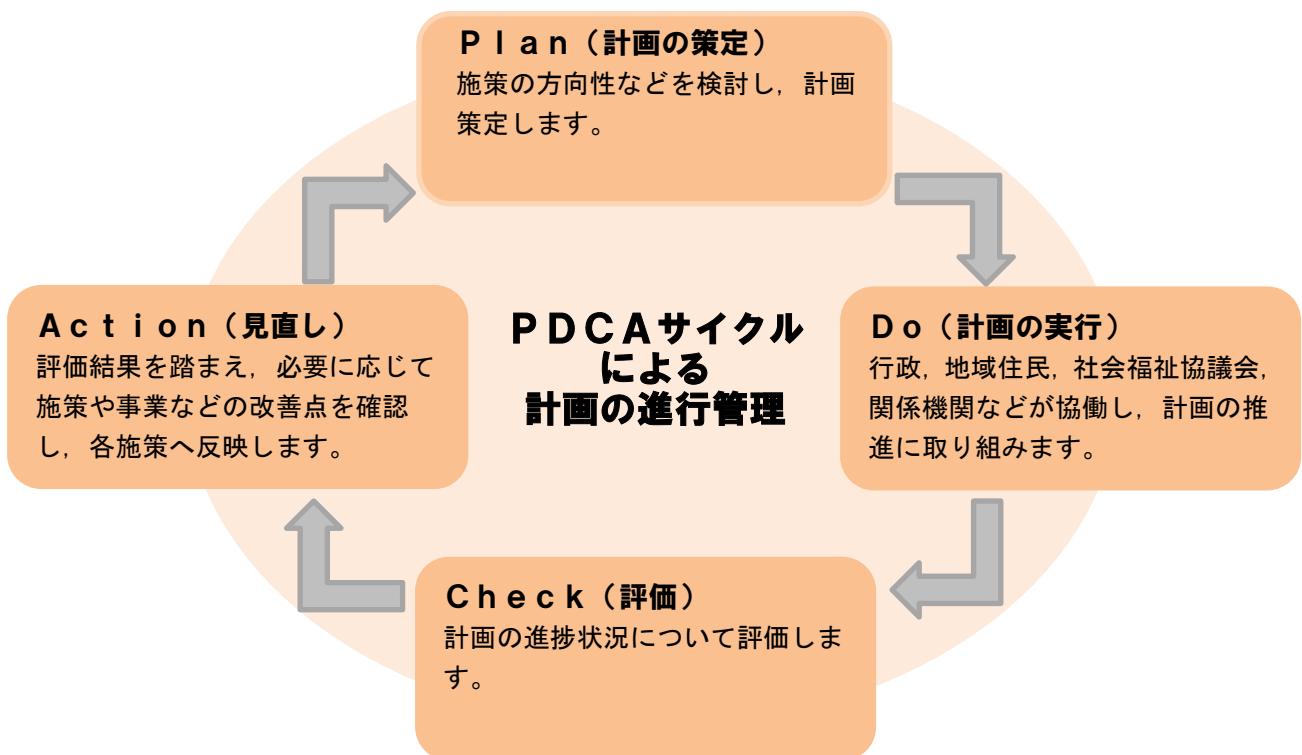 Ｐｌａｎ（計画の策定）
施策の方向性などを検討し，計画
策定します。
Ａｃｔｉｏｎ（見直し）
評価結果を踏まえ，必要に応じて
施策や事業などの改善点を確認
し，各施策へ反映します。
ＰＤＣＡサイクル
による
計画の進行管理
Ｄｏ（計画の実行）
行政，地域住民，社会福祉協議会，
関係機関などが協働し，計画の推
進に取り組みます。
Ｃｈｅｃｋ（評価）
計画の進捗状況について評価しま
す。